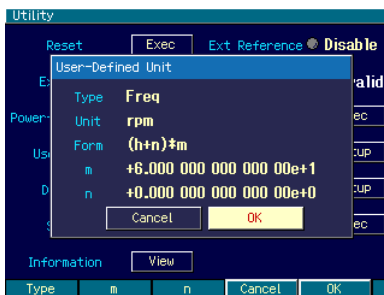 Utility
Reset Exec Ext Reference Disable
User-Defined Unit
Type Freq
Unit rpm
Form (h+n)*m
m +6.000 000 000 000 00e+1
n +0.000 000 000 000 00e+0
Cancel OK
Information View
Type m n Cancel OK